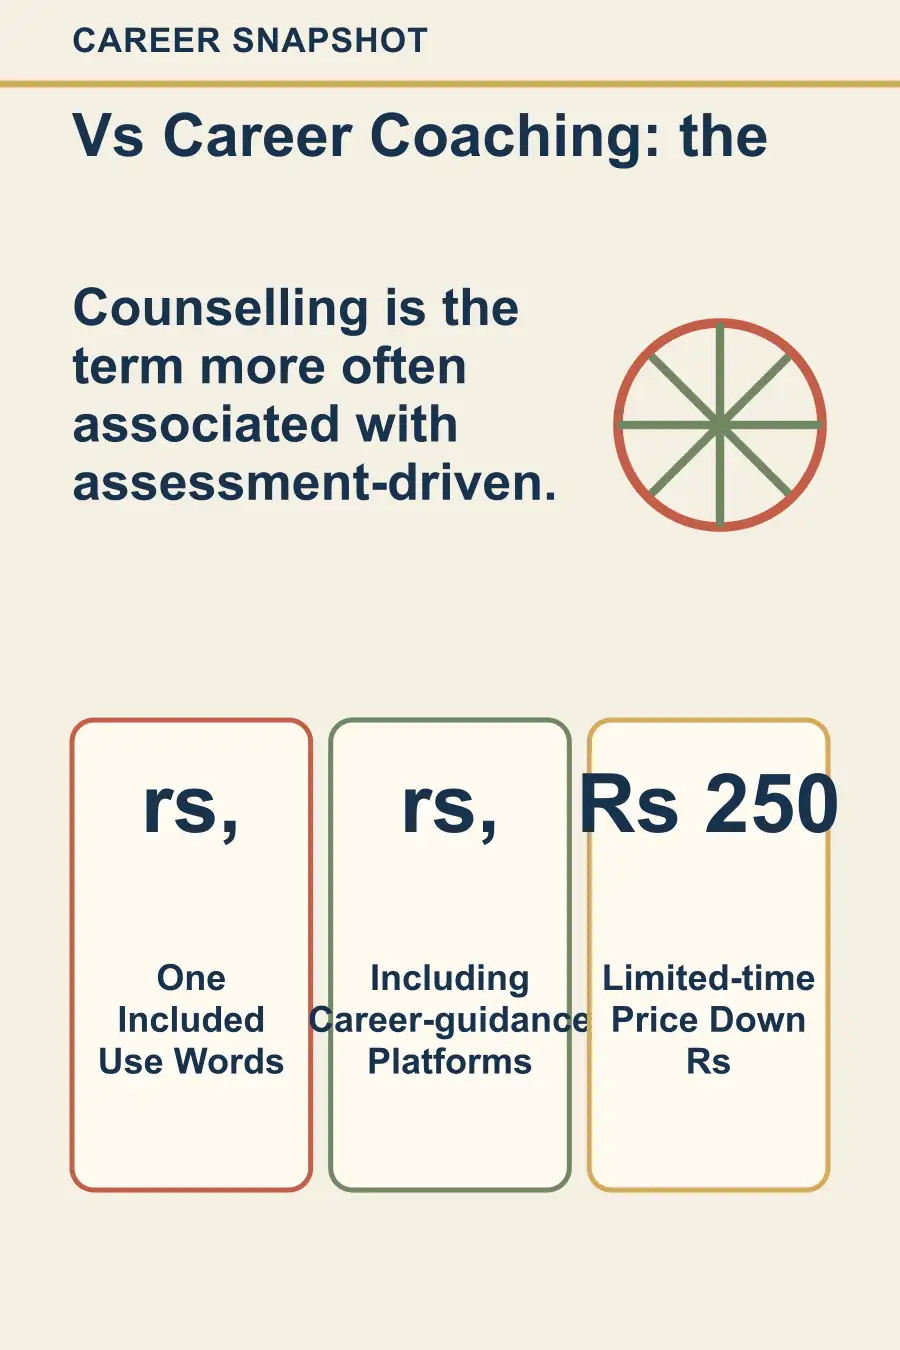 CAREER SNAPSHOT
Vs Career Coaching: the
Counselling is the
term more often
associated with
assessment-driven.
rs,
One
Included
Use Words
rs,
Including
Career-guidance
Platforms
Rs 250
Limited-time
Price Down
Rs